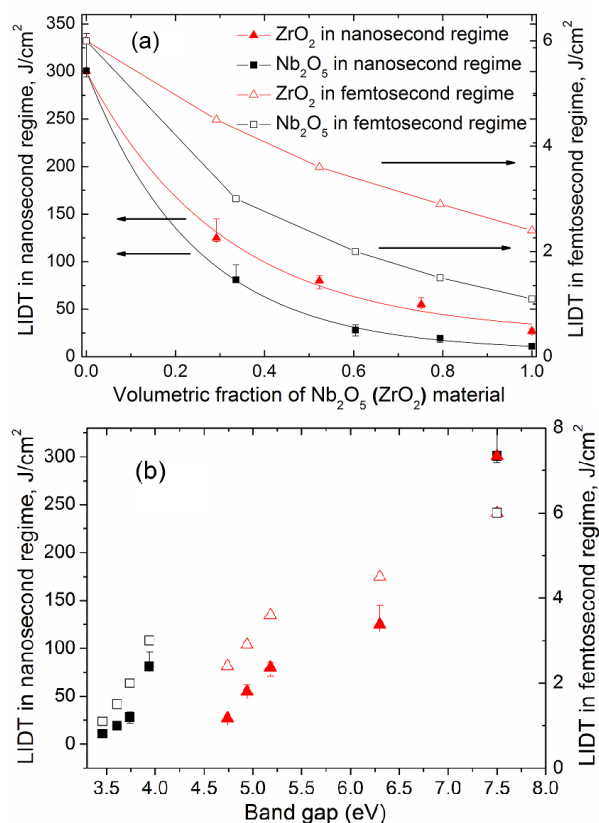 (a)
ZrO₂ in nanosecond regime
Nb₂O₅ in nanosecond regime
ZrO₂ in femtosecond regime
Nb₂O₅ in femtosecond regime
LIDT in nanosecond regime, J/cm²
350
300
250
200
150
100
50
0
LIDT in femtosecond regime, J/cm²
6
4
2
0
0.0 0.2 0.4 0.6 0.8 1.0
Volumetric fraction of Nb₂O₅ (ZrO₂) material
(b)
LIDT in nanosecond regime, J/cm²
300
250
200
150
100
50
0
LIDT in femtosecond regime, J/cm²
8
6
4
2
0
3.5 4.0 4.5 5.0 5.5 6.0 6.5 7.0 7.5 8.0
Band gap (eV)